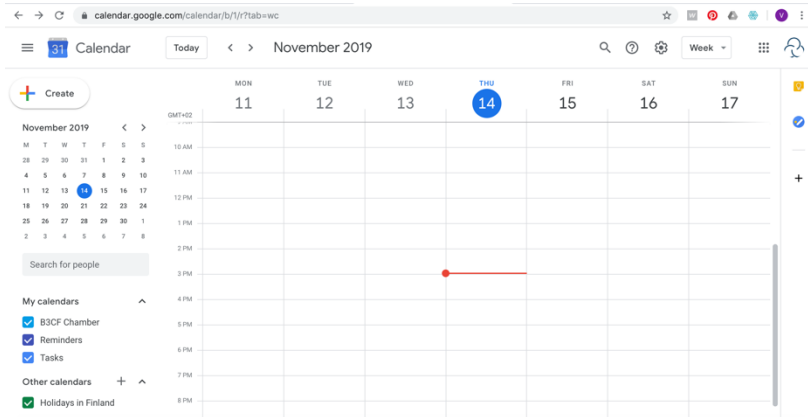 calendar.google.com/calendar/b/1/r?tab=wc
31 Calendar Today November 2019 Week
Create
November 2019
M T W T F S S
28 29 30 31 1 2 3
4 5 6 7 8 9 10
11 12 13 14 15 16 17
18 19 20 21 22 23 24
25 26 27 28 29 30 1
2 3 4 5 6 7 8
Search for people
My calendars
B3CF Chamber
Reminders
Tasks
Other calendars
Holidays in Finland
MON TUE WED THU FRI SAT SUN
11 12 13 14 15 16 17
GMT+02
10 AM
11 AM
12 PM
1 PM
2 PM
3 PM
4 PM
5 PM
6 PM
7 PM
8 PM